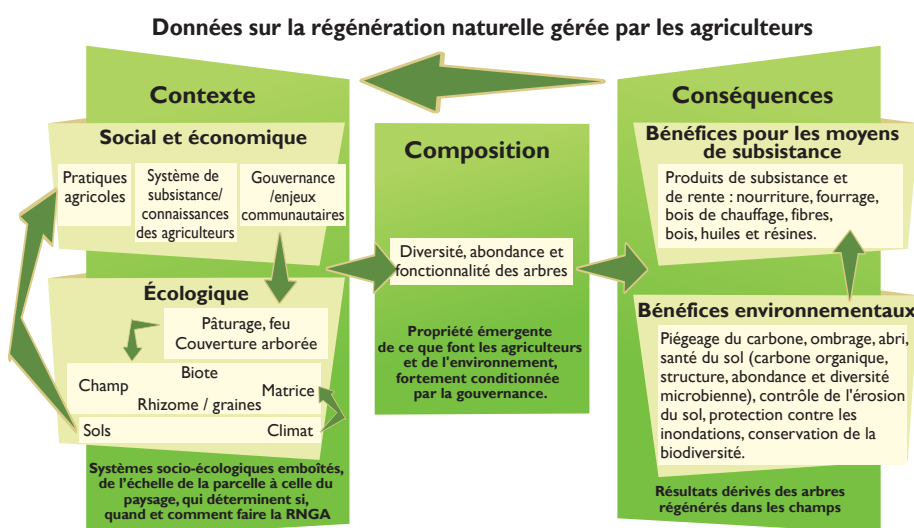 Données sur la régénération naturelle gérée par les agriculteurs
Contexte
Social et économique
Pratiques
agricoles
Système de
subsistance/
connaissances
des agriculteurs
Gouvernance
/enjeux
communautaires
Écologique
Pâturage, feu
Couverture arborée
Biote
Champ
Matrice
Rhizome / graines
Sols
Climat
Systèmes socio-écologiques emboîtés,
de l'échelle de la parcelle à celle du
paysage, qui déterminent si,
quand et comment faire la RNGA
Composition
Diversité, abondance et
fonctionnalité des arbres
Propriété émergente
de ce que font les agriculteurs
et de l'environnement,
fortement conditionnée
par la gouvernance.
Conséquences
Bénéfices pour les moyens
de subsistance
Produits de subsistance et
de rente : nourriture, fourrage,
bois de chauffage, fibres,
bois, huiles et résines.
Bénéfices environnementaux
Piégeage du carbone, ombrage, abri,
santé du sol (carbone organique,
structure, abondance et diversité
microbienne), contrôle de l'érosion
du sol, protection contre les
inondations, conservation de la
biodiversité.
Résultats dérivés des arbres
régénérés dans les champs